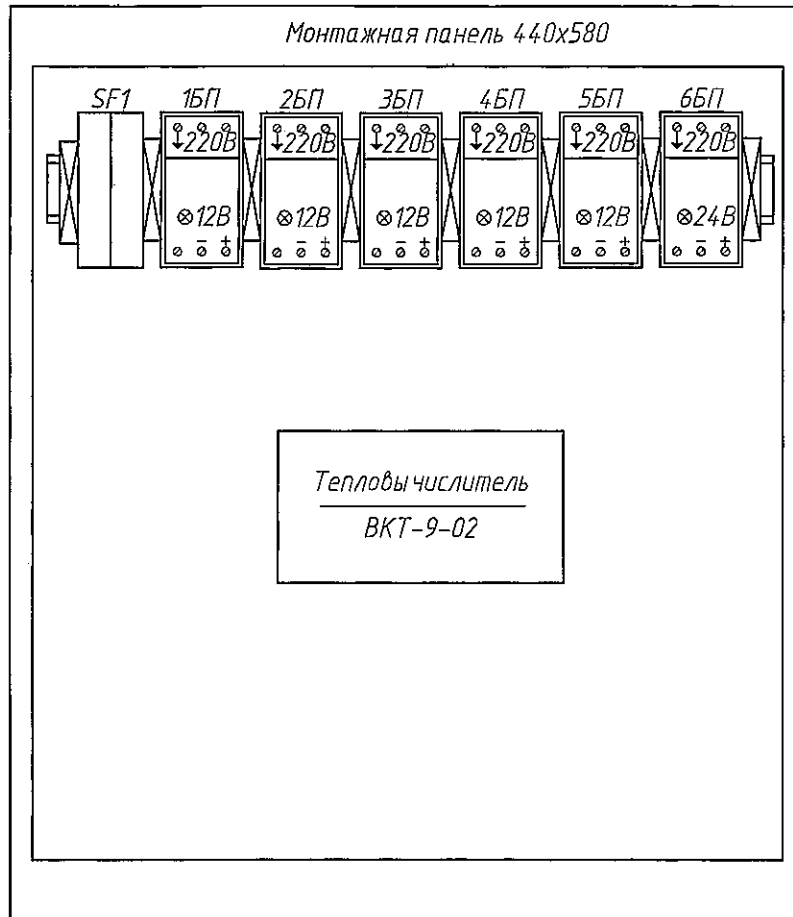 Монтажная панель 440х580
SF1 1БП 2БП 3БП 4БП 5БП 6БП
↓220В ↓220В ↓220В ↓220В ↓220В ↓220В
⊗12В ⊗12В ⊗12В ⊗12В ⊗12В ⊗24В
− + − + − + − + − + − +
Тепловычислитель
ВКТ-9-02